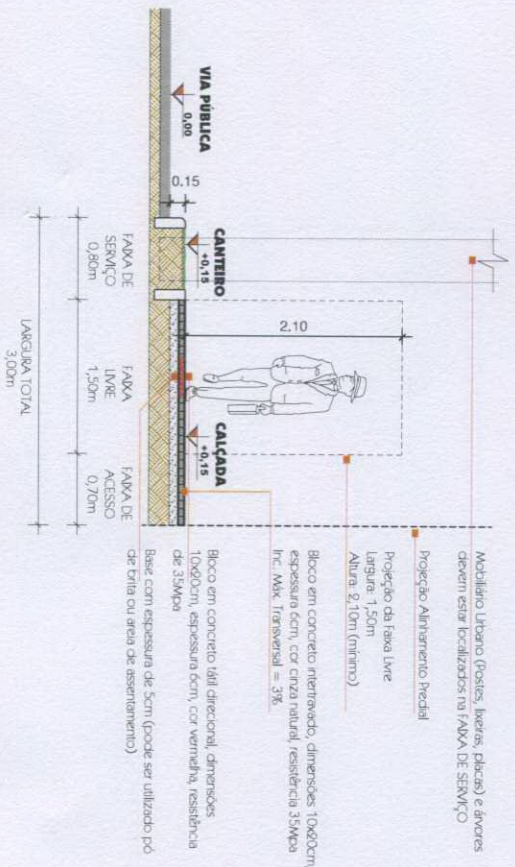 Mobiliário Urbano (Postes, lixeiras, placas) e árvores
devem estar localizados na FAIXA DE SERVIÇO
Projeção Alinhamento Predial
Projeção da Faixa Livre
Largura: 1,50m
Altura: 2,10m (mínimo)
Bloco em concreto intertravado, dimensões 10x20cm,
espessura 6cm, cor cinza natural, resistência 35Mpa
Inc. Máx. Transversal = 3%
Bloco em concreto tátil direcional, dimensões
10x20cm, espessura 6cm, cor vermelha, resistência
de 35Mpa
Base com espessura de 5cm (pode ser utilizado pó
de brita ou areia de assentamento)
2.10
VIA PÚBLICA
0,00
0.15
CANTEIRO
+0,15
CALÇADA
+0,15
FAIXA DE
SERVIÇO
0,80m
FAIXA
LIVRE
1,50m
FAIXA DE
ACESSO
0,70m
LARGURA TOTAL
3,00m